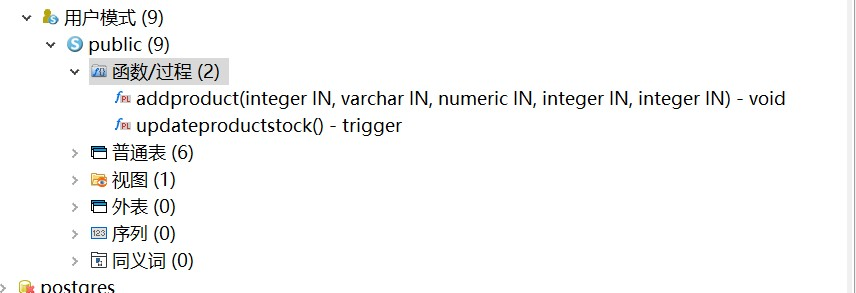 用户模式 (9)
public (9)
函数/过程 (2)
addproduct(integer IN, varchar IN, numeric IN, integer IN, integer IN) - void
updateproductstock() - trigger
普通表 (6)
视图 (1)
外表 (0)
序列 (0)
同义词 (0)
postgres